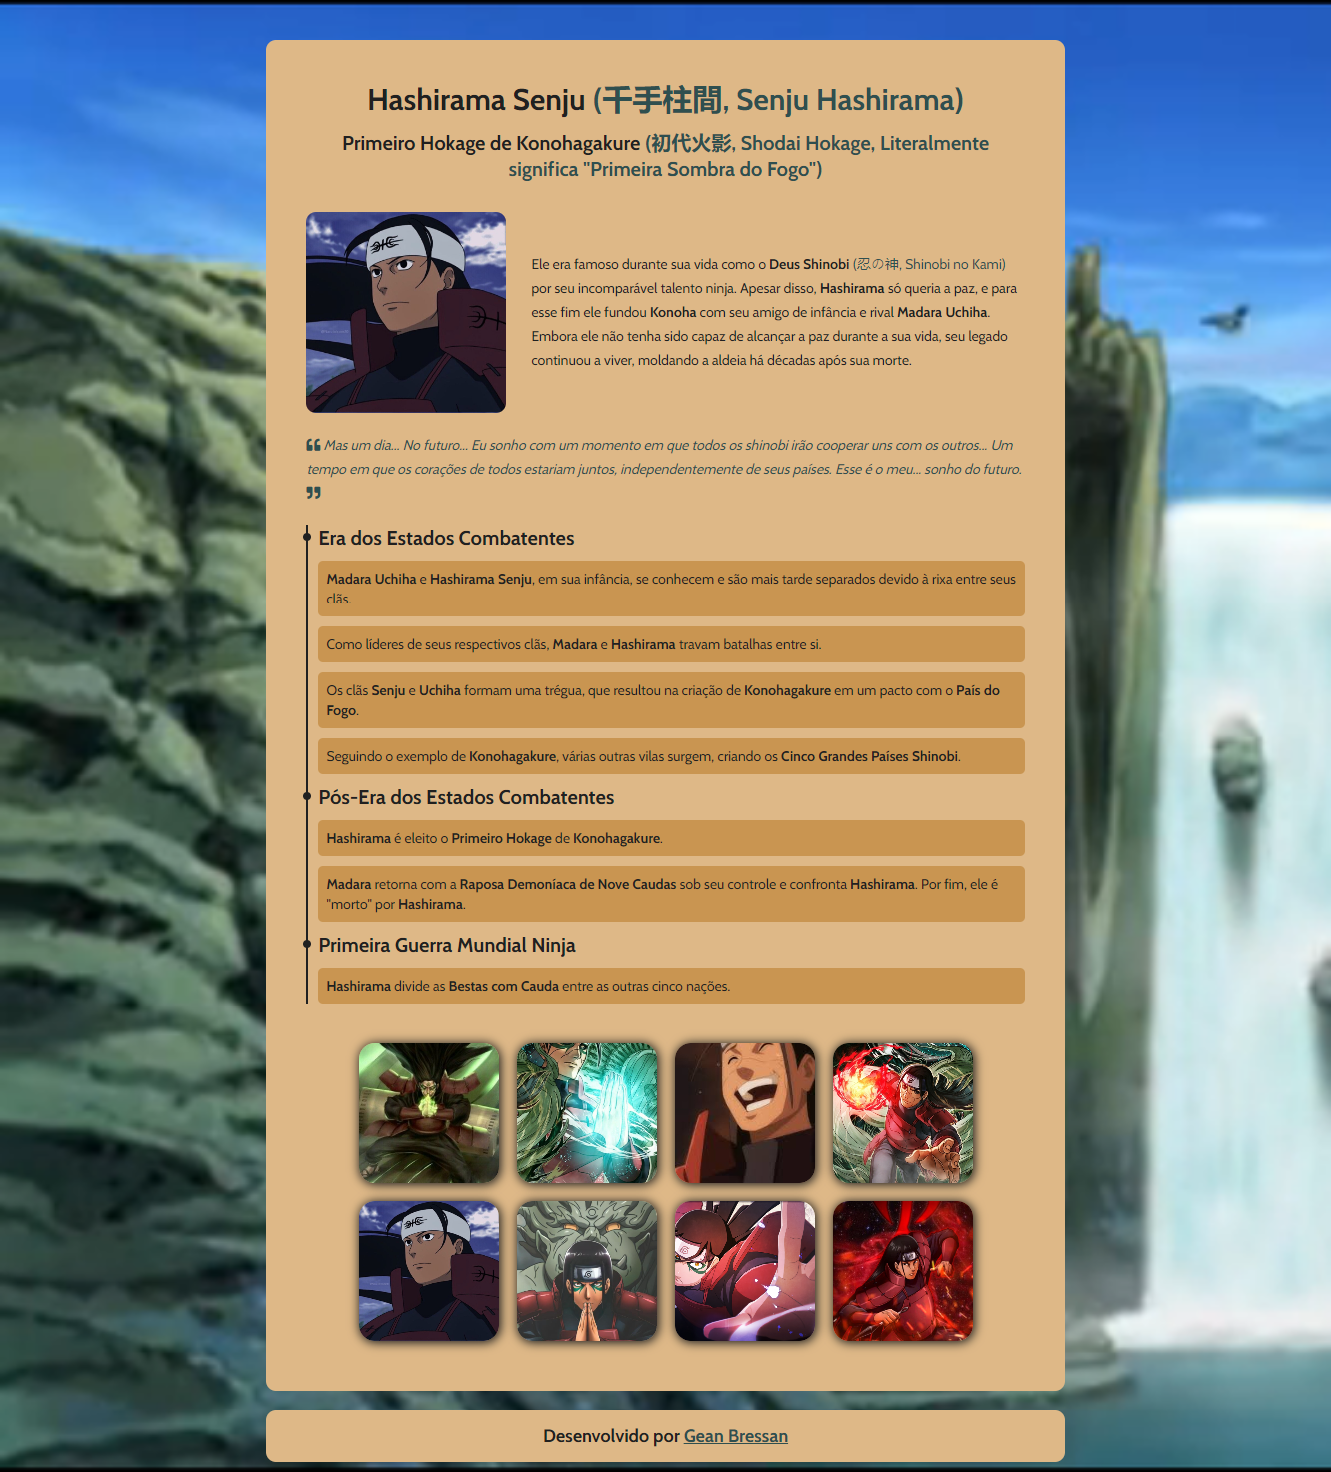 Hashirama Senju (千手柱間, Senju Hashirama)
Primeiro Hokage de Konohagakure (初代火影, Shodai Hokage, Literalmente
significa "Primeira Sombra do Fogo")
Ele era famoso durante sua vida como o Deus Shinobi (忍の神, Shinobi no Kami)
por seu incomparável talento ninja. Apesar disso, Hashirama só queria a paz, e para
esse fim ele fundou Konoha com seu amigo de infância e rival Madara Uchiha.
Embora ele não tenha sido capaz de alcançar a paz durante a sua vida, seu legado
continuou a viver, moldando a aldeia há décadas após sua morte.
❝ Mas um dia... No futuro... Eu sonho com um momento em que todos os shinobi irão cooperar uns com os outros... Um
tempo em que os corações de todos estariam juntos, independentemente de seus países. Esse é o meu... sonho do futuro.
❞
Era dos Estados Combatentes
Madara Uchiha e Hashirama Senju, em sua infância, se conhecem e são mais tarde separados devido à rixa entre seus
clãs.
Como líderes de seus respectivos clãs, Madara e Hashirama travam batalhas entre si.
Os clãs Senju e Uchiha formam uma trégua, que resultou na criação de Konohagakure em um pacto com o País do
Fogo.
Seguindo o exemplo de Konohagakure, várias outras vilas surgem, criando os Cinco Grandes Países Shinobi.
Pós-Era dos Estados Combatentes
Hashirama é eleito o Primeiro Hokage de Konohagakure.
Madara retorna com a Raposa Demoníaca de Nove Caudas sob seu controle e confronta Hashirama. Por fim, ele é
"morto" por Hashirama.
Primeira Guerra Mundial Ninja
Hashirama divide as Bestas com Cauda entre as outras cinco nações.
Desenvolvido por Gean Bressan